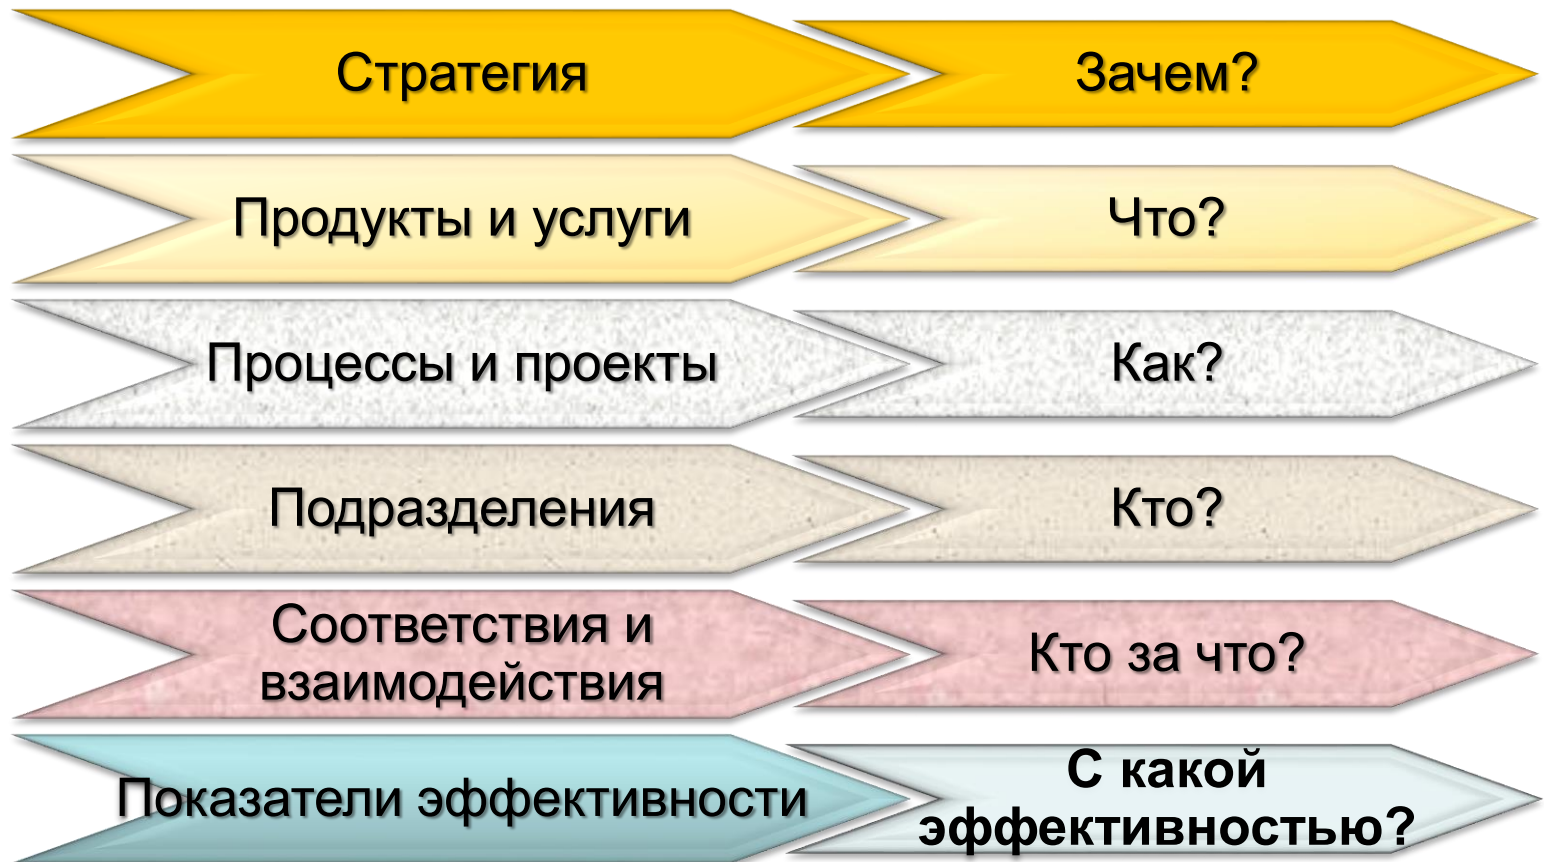 Стратегия
Зачем?
Продукты и услуги
Что?
Процессы и проекты
Как?
Подразделения
Кто?
Соответствия и
взаимодействия
Кто за что?
Показатели эффективности
С какой
эффективностью?